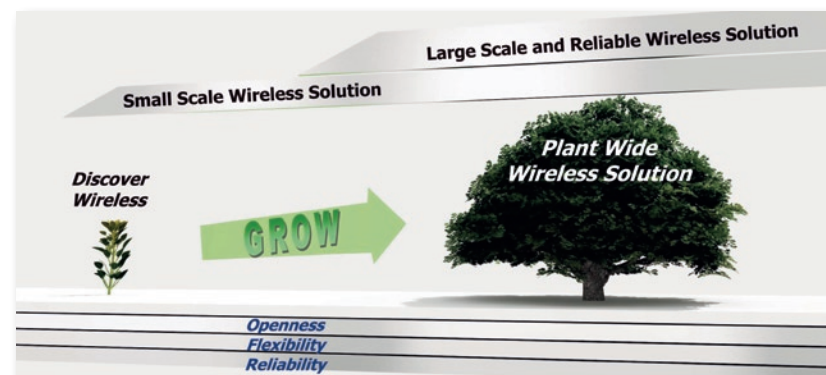 Large Scale and Reliable Wireless Solution
Small Scale Wireless Solution
Plant Wide
Wireless Solution
Discover
Wireless
GROW
Openness
Flexibility
Reliability